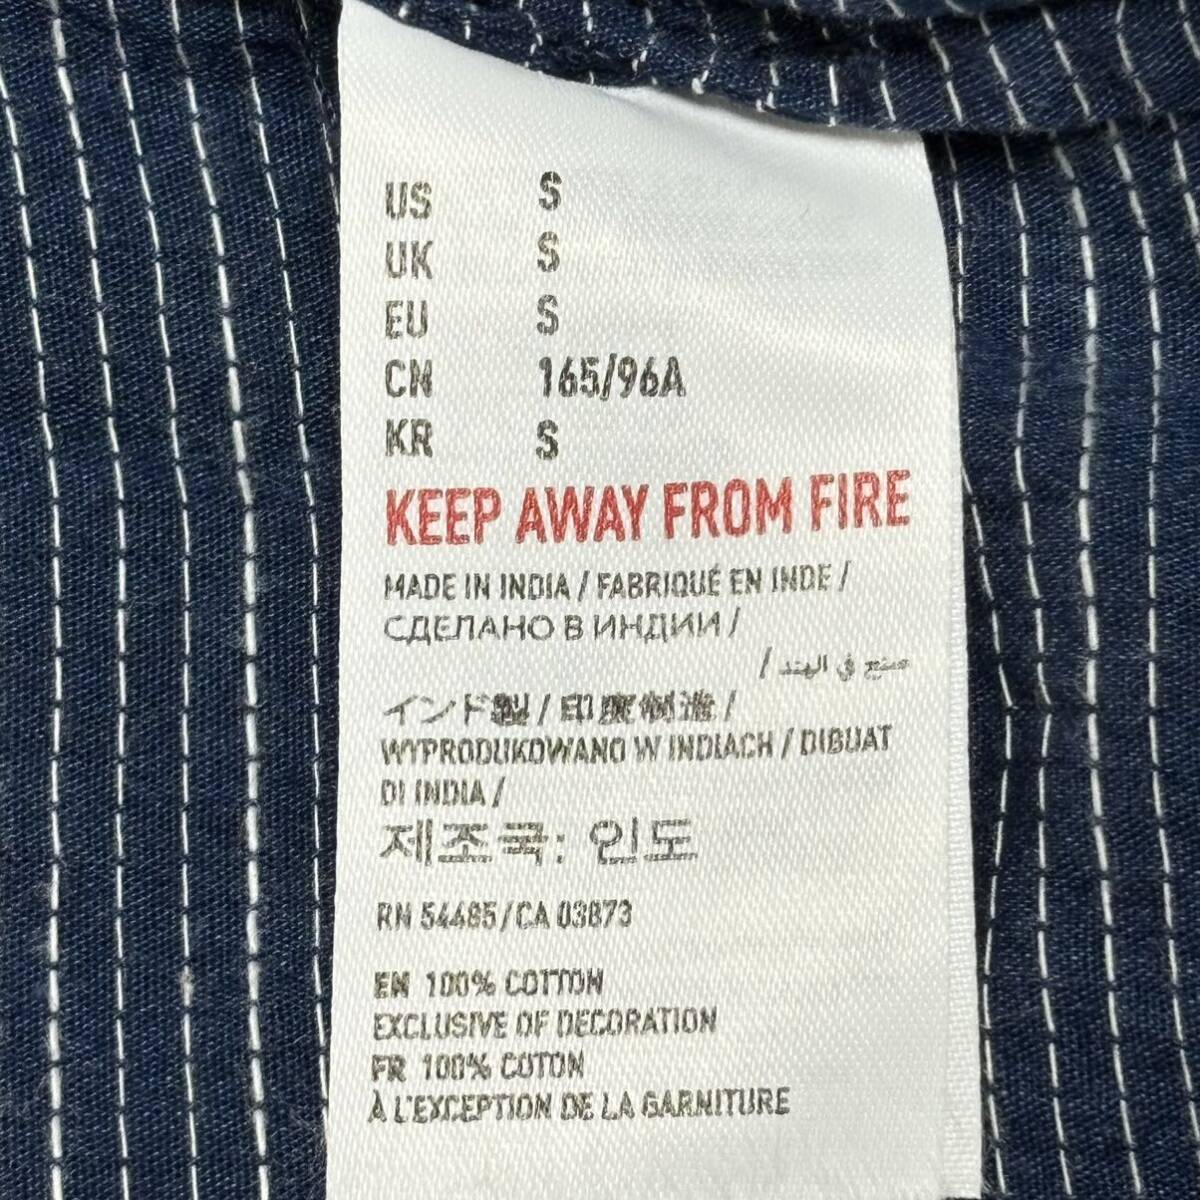 US S
UK S
EU S
CN 165/96A
KR S
KEEP AWAY FROM FIRE
MADE IN INDIA / FABRIQUÉ EN INDE /
СДЕЛАНО В ИНДИИ /
صنع في الهند /
インド製 / 印度制造 /
WYPRODUKOWANO W INDIACH / DIBUAT
DI INDIA /
제조국: 인도
RN 54485/CA 03873
EN 100% COTTON
EXCLUSIVE OF DECORATION
FR 100% COTON
À L'EXCEPTION DE LA GARNITURE